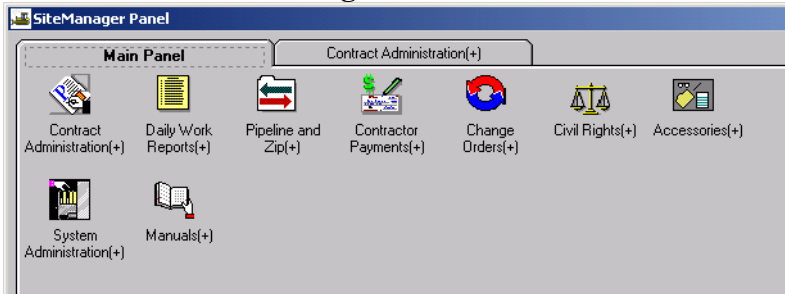 SiteManager Panel
Main Panel
Contract Administration(+)
Contract
Administration(+)
Daily Work
Reports(+)
Pipeline and
Zip(+)
Contractor
Payments(+)
Change
Orders(+)
Civil Rights(+)
Accessories(+)
System
Administration(+)
Manuals(+)